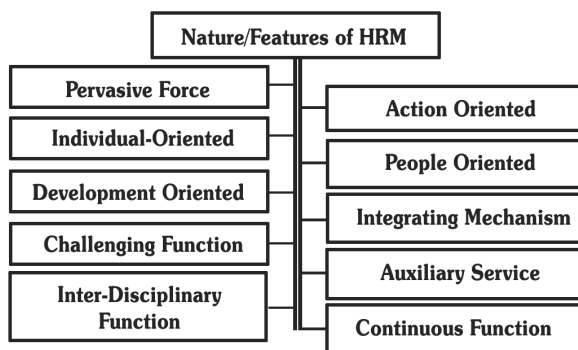 Nature/Features of HRM
Pervasive Force
Individual-Oriented
Development Oriented
Challenging Function
Inter-Disciplinary
Function
Action Oriented
People Oriented
Integrating Mechanism
Auxiliary Service
Continuous Function